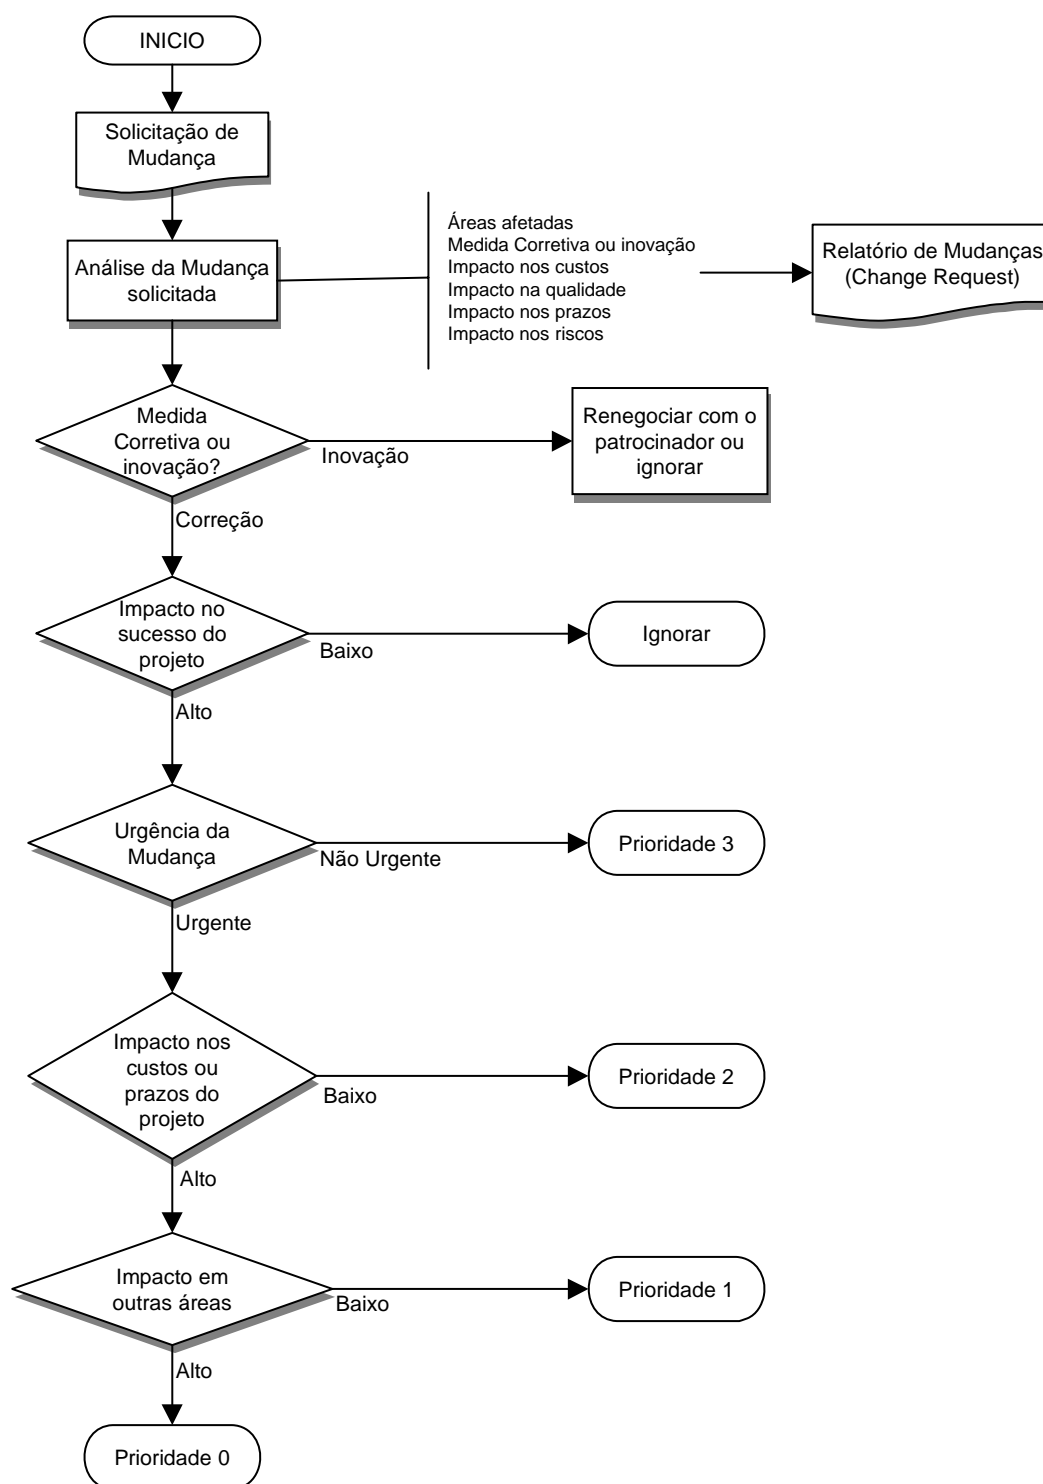 INICIO
Solicitação de
Mudança
Análise da Mudança
solicitada
Áreas afetadas
Medida Corretiva ou inovação
Impacto nos custos
Impacto na qualidade
Impacto nos prazos
Impacto nos riscos
Relatório de Mudanças
(Change Request)
Medida
Corretiva ou
inovação?
Inovação
Renegociar com o
patrocinador ou
ignorar
Correção
Impacto no
sucesso do
projeto
Baixo
Ignorar
Alto
Urgência da
Mudança
Não Urgente
Prioridade 3
Urgente
Impacto nos
custos ou
prazos do
projeto
Baixo
Prioridade 2
Alto
Impacto em
outras áreas
Baixo
Prioridade 1
Alto
Prioridade 0